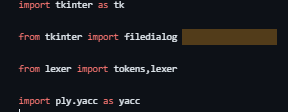 import tkinter as tk
from tkinter import filedialog
from lexer import tokens,lexer
import ply.yacc as yacc